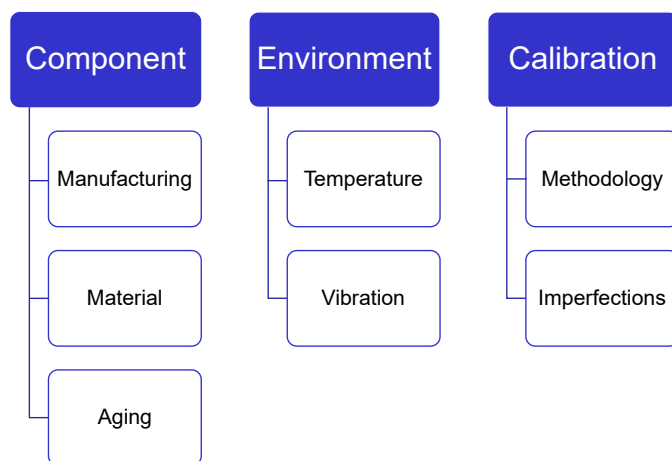 Component
Manufacturing
Material
Aging
Environment
Temperature
Vibration
Calibration
Methodology
Imperfections